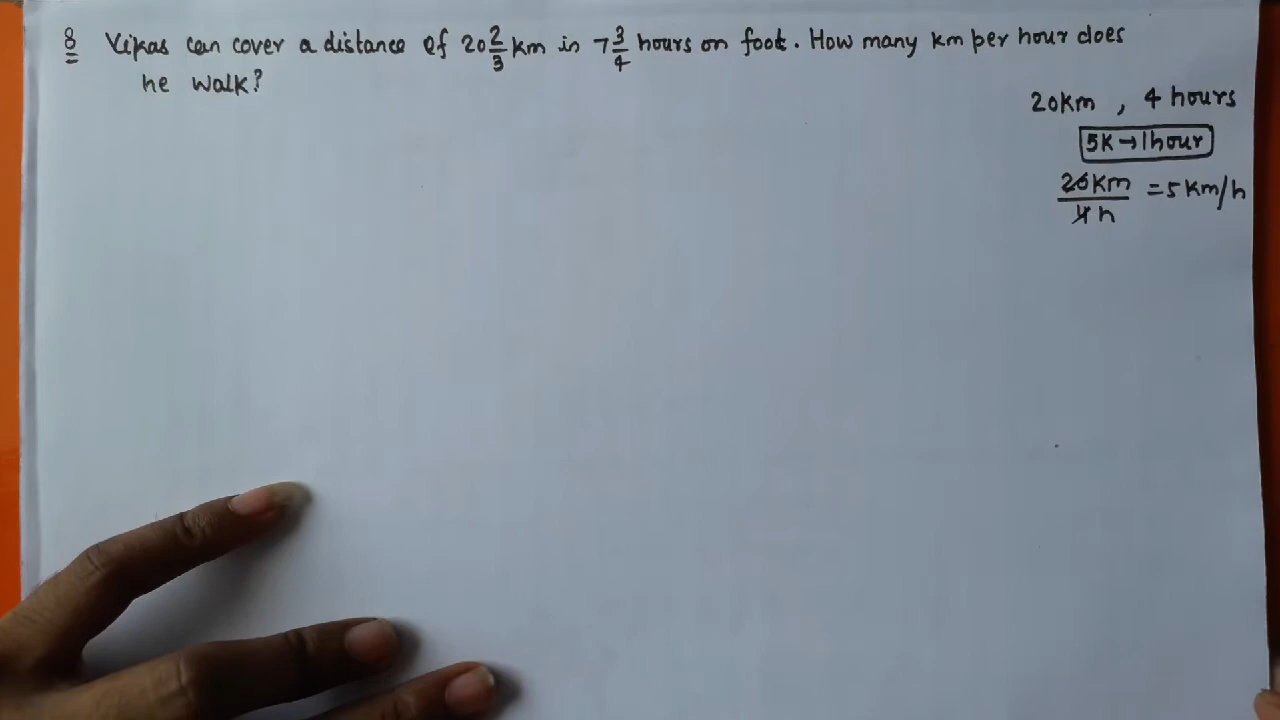 8 Vikas can cover a distance of 20 2/3 km in 7 3/4 hours on foot. How many km per hour does
he walk?
20km , 4 hours
5K → 1hour
20km/4h = 5 km/h